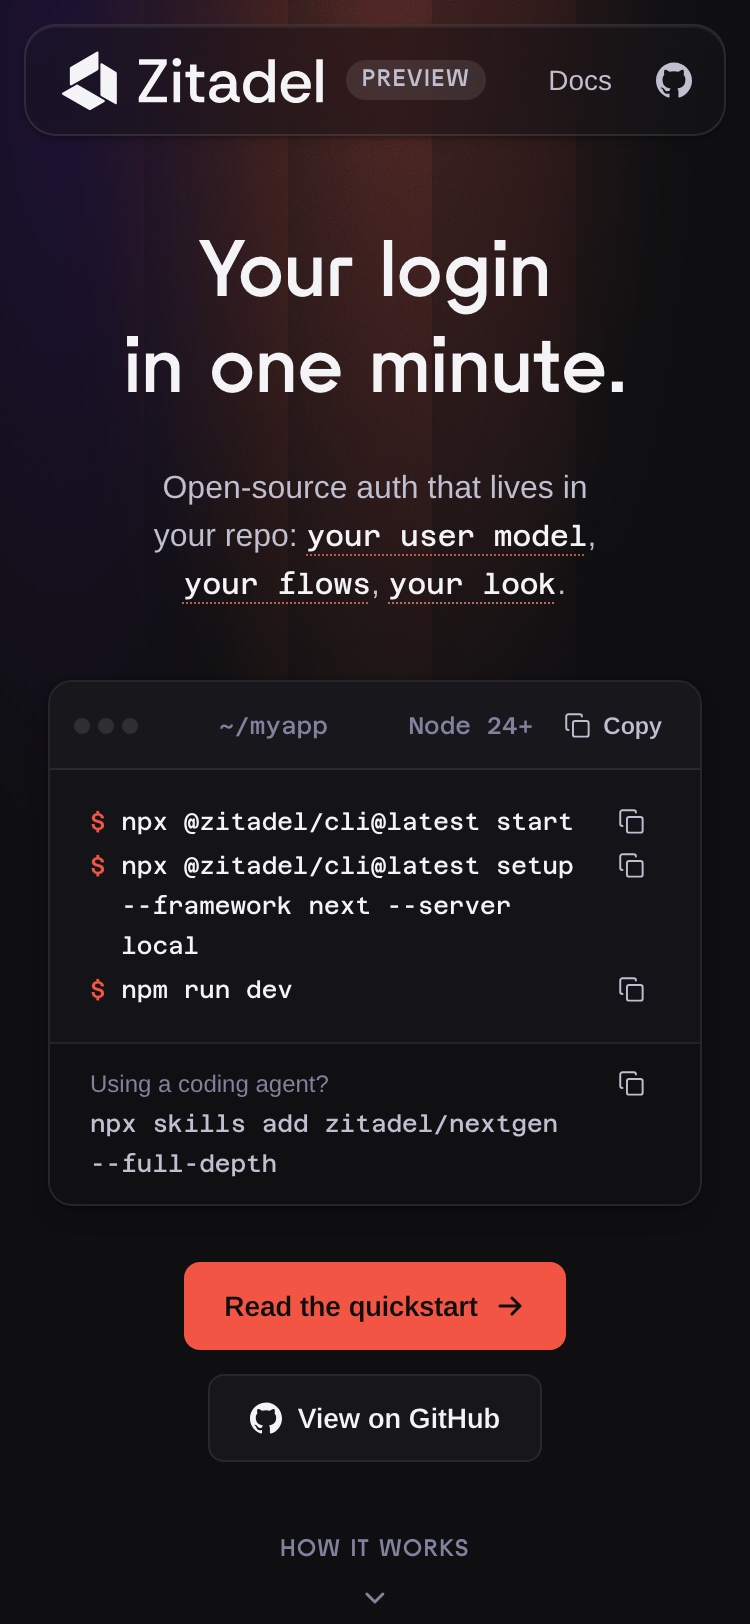 Zitadel PREVIEW Docs
Your login
in one minute.
Open-source auth that lives in
your repo: your user model,
your flows, your look.
~/myapp Node 24+ Copy
$ npx @zitadel/cli@latest start
$ npx @zitadel/cli@latest setup
--framework next --server
local
$ npm run dev
Using a coding agent?
npx skills add zitadel/nextgen
--full-depth
Read the quickstart →
View on GitHub
HOW IT WORKS